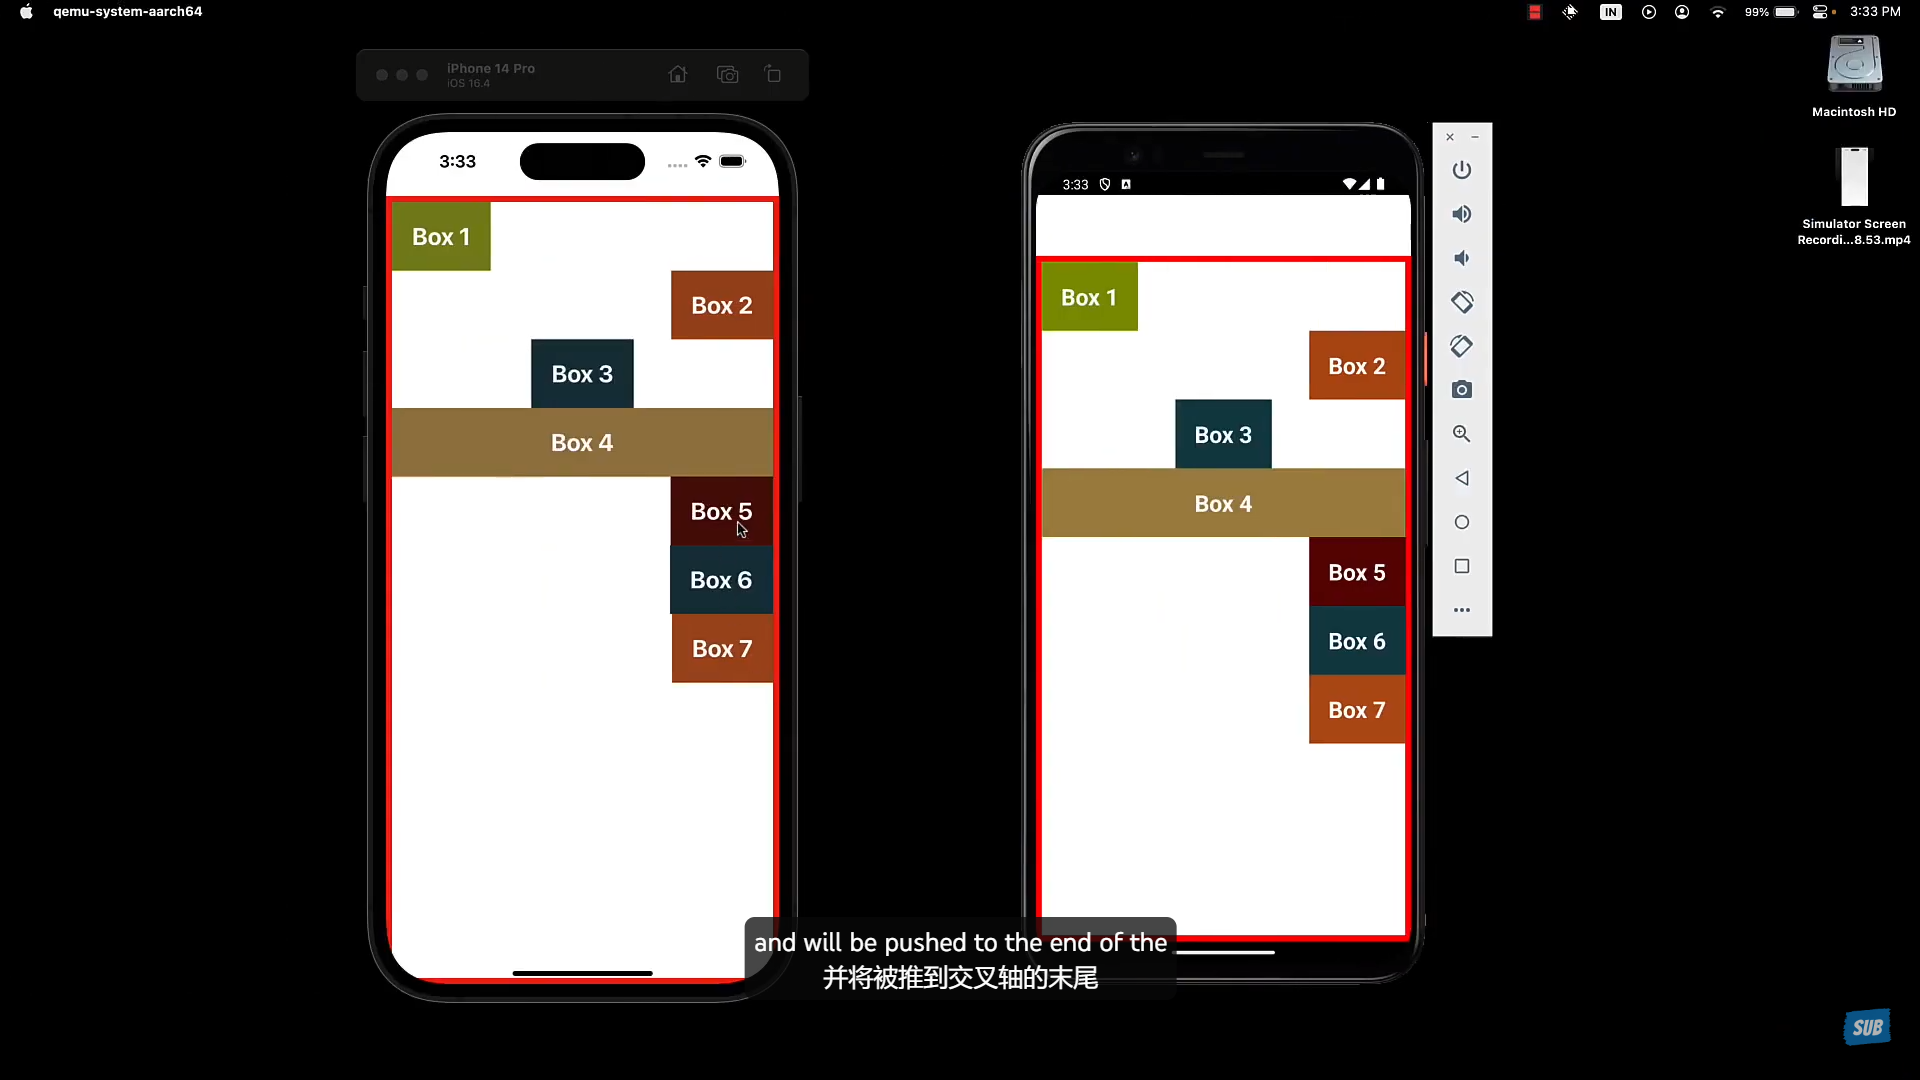 qemu-system-aarch64
IN
99%
3:33 PM
iPhone 14 Pro
iOS 16.4
Macintosh HD
Simulator Screen
Recordi...8.53.mp4
3:33
Box 1
Box 2
Box 3
Box 4
Box 5
Box 6
Box 7
3:33
Box 1
Box 2
Box 3
Box 4
Box 5
Box 6
Box 7
and will be pushed to the end of the
并将被推到交叉轴的末尾
SUB